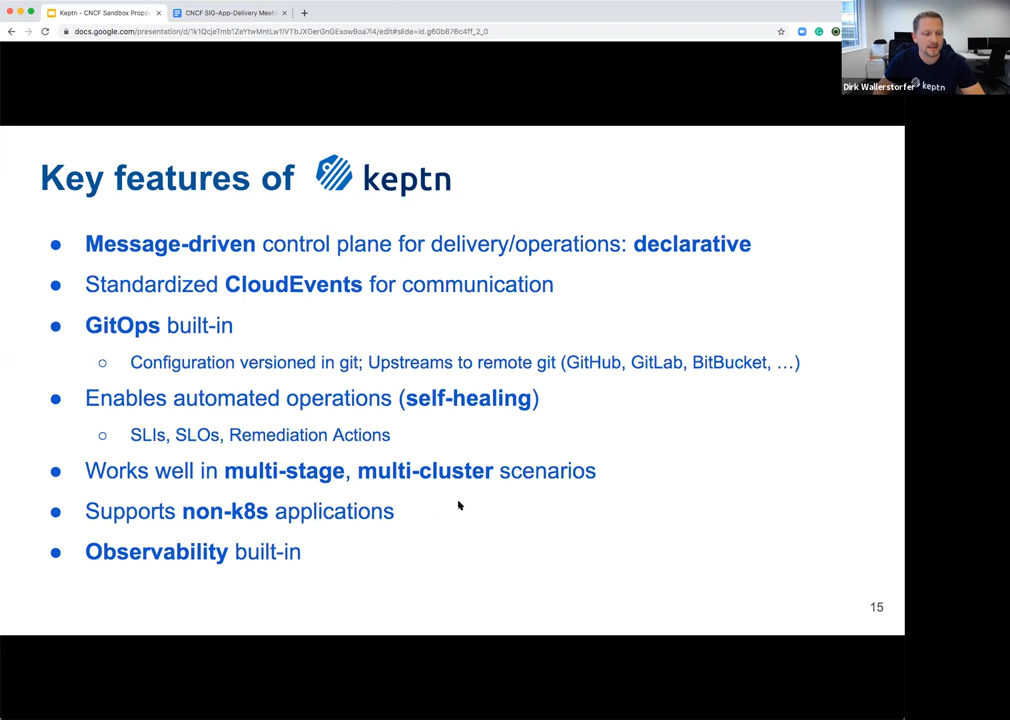 Keptn - CNCF Sandbox Propo
CNCF SIG-App-Delivery Meet
docs.google.com/presentation/d/1k1QcjeTmb1ZeYtwMntLw1lVTbJXGerGnGExow9oa7i4/edit#slide=id.g60b676c4ff_2_0
Dirk Wallerstorfer
keptn
Key features of keptn
● Message-driven control plane for delivery/operations: declarative
● Standardized CloudEvents for communication
● GitOps built-in
○ Configuration versioned in git; Upstreams to remote git (GitHub, GitLab, BitBucket, …)
● Enables automated operations (self-healing)
○ SLIs, SLOs, Remediation Actions
● Works well in multi-stage, multi-cluster scenarios
● Supports non-k8s applications
● Observability built-in
15